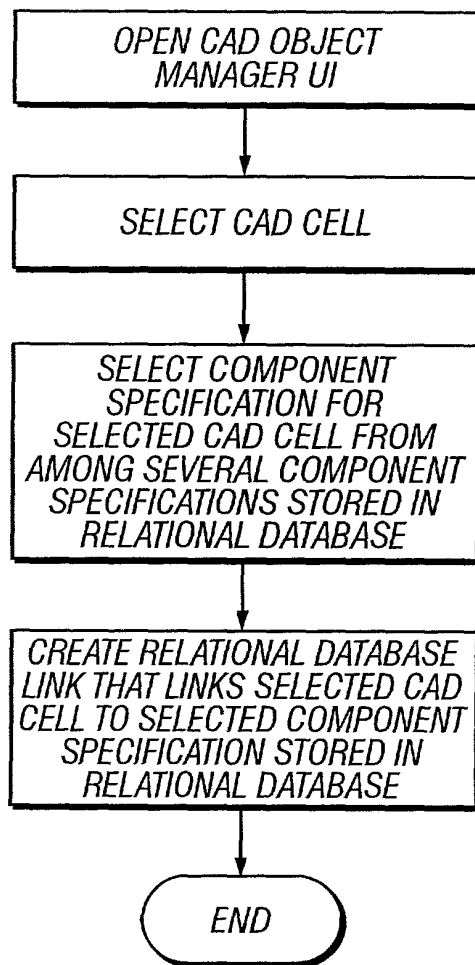 OPEN CAD OBJECT
MANAGER UI
SELECT CAD CELL
SELECT COMPONENT
SPECIFICATION FOR
SELECTED CAD CELL FROM
AMONG SEVERAL COMPONENT
SPECIFICATIONS STORED IN
RELATIONAL DATABASE
CREATE RELATIONAL DATABASE
LINK THAT LINKS SELECTED CAD
CELL TO SELECTED COMPONENT
SPECIFICATION STORED IN
RELATIONAL DATABASE
END